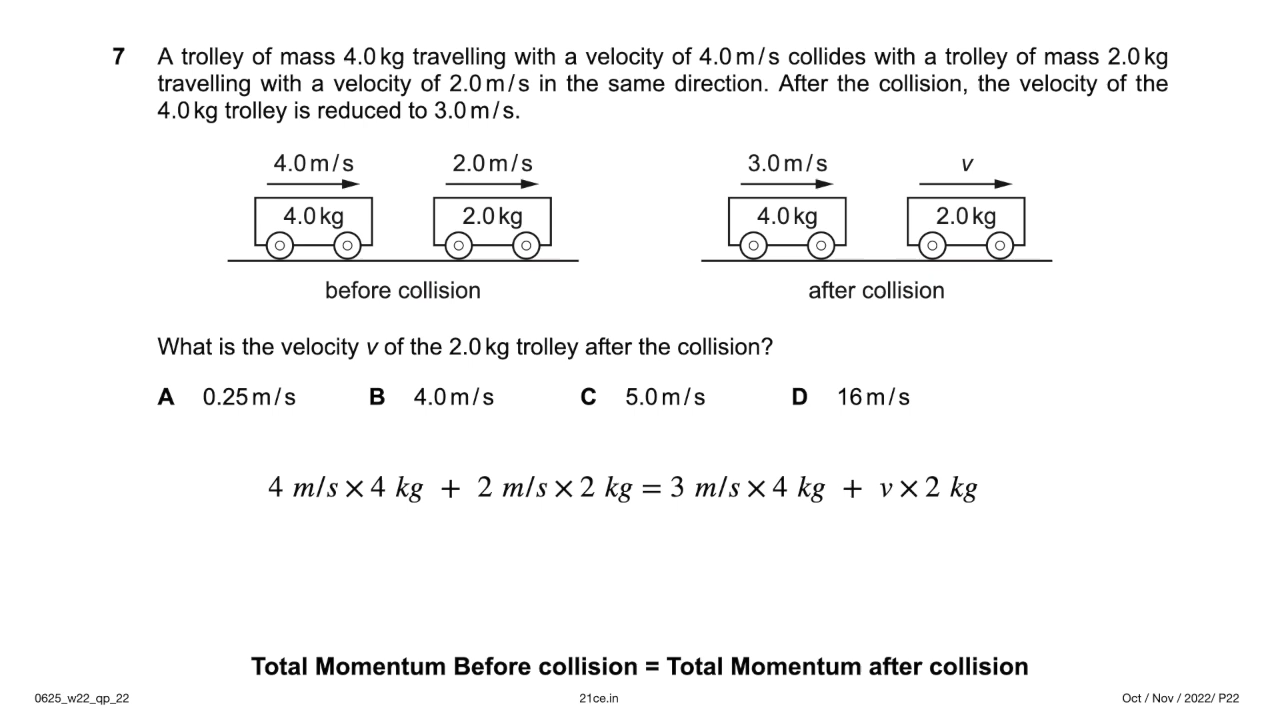 7 A trolley of mass 4.0 kg travelling with a velocity of 4.0 m / s collides with a trolley of mass 2.0 kg
travelling with a velocity of 2.0 m / s in the same direction. After the collision, the velocity of the
4.0 kg trolley is reduced to 3.0 m / s.
4.0 m / s 2.0 m / s 3.0 m / s v
4.0 kg 2.0 kg 4.0 kg 2.0 kg
before collision after collision
What is the velocity v of the 2.0 kg trolley after the collision?
A 0.25 m / s B 4.0 m / s C 5.0 m / s D 16 m / s
4 m/s × 4 kg + 2 m/s × 2 kg = 3 m/s × 4 kg + v × 2 kg
Total Momentum Before collision = Total Momentum after collision
0625_w22_qp_22 21ce.in Oct / Nov / 2022/ P22